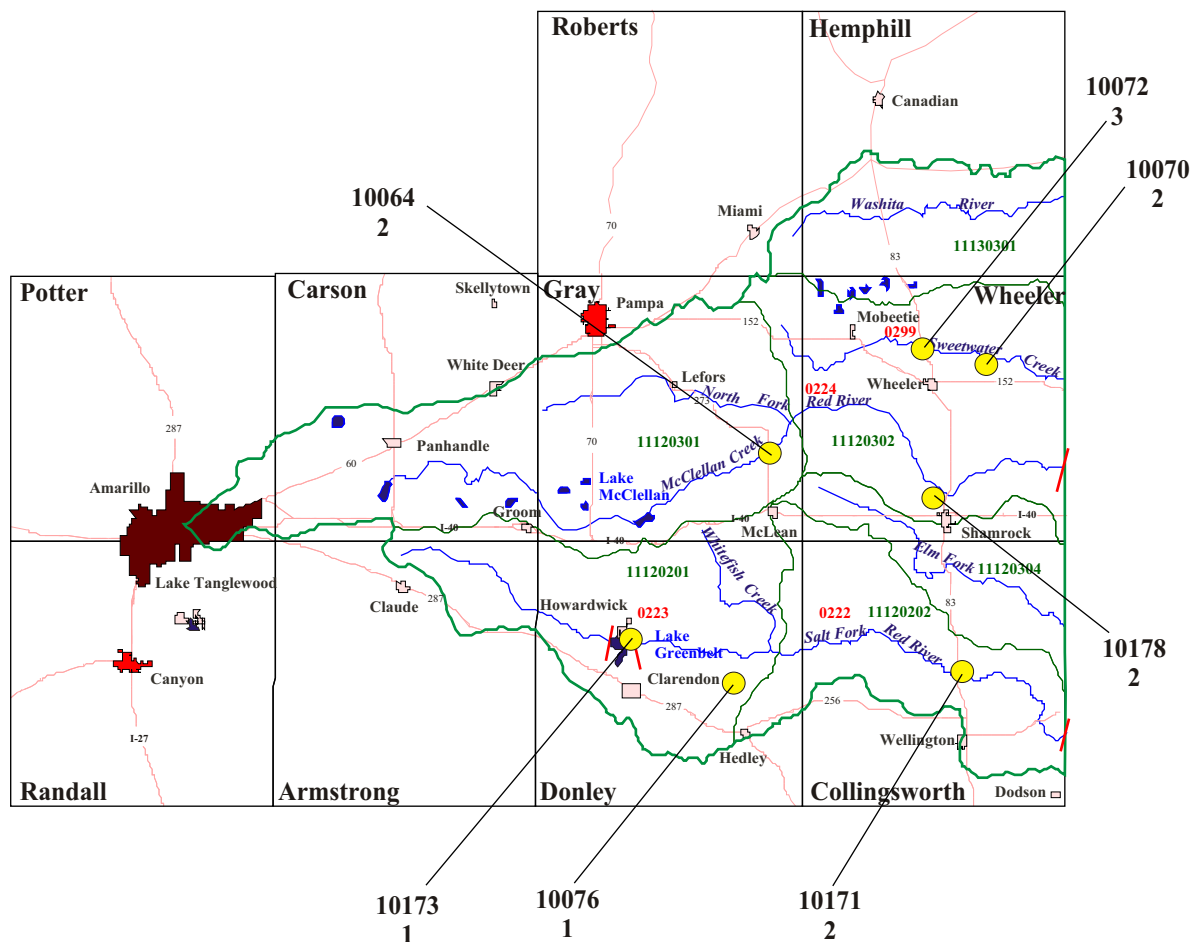 Roberts
Hemphill
10072
3
Canadian
10070
2
10064
2
Washita River
Miami
70
11130301
83
Potter
Carson
Skellytown
Gray
Pampa
Wheeler
Mobeetie
0299
152
Sweetwater Creek
White Deer
Lefors
Wheeler
152
0224
273
North Fork Red River
287
Panhandle
11120301
11120302
60
70
McClellan Creek
Lake
McClellan
Amarillo
Groom
I-40
I-40
I-40
McLean
I-40
Shamrock
Whitefish Creek
Elm Fork
11120304
11120201
Lake Tanglewood
Claude
287
Howardwick
0223
0222
11120202
83
Lake
Greenbelt
Salt Fork Red River
10178
2
Canyon
Clarendon
287
256
I-27
Hedley
Wellington
Randall
Armstrong
Donley
Collingsworth
Dodson
10173
1
10076
1
10171
2